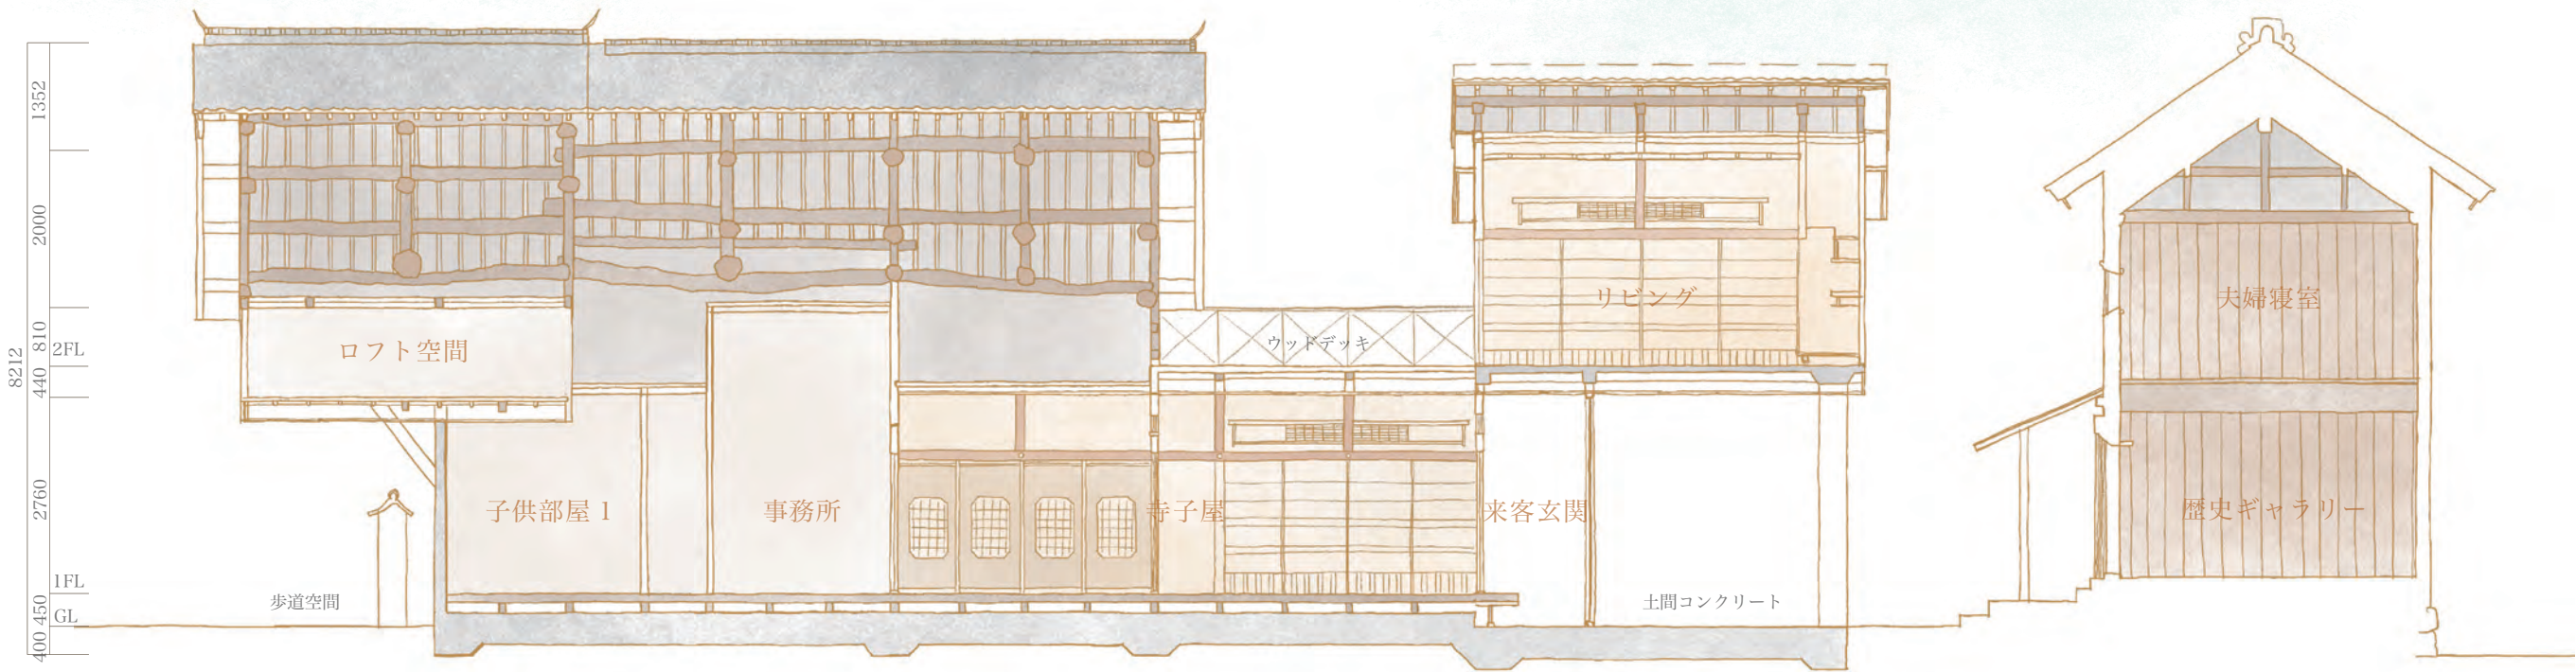 1352
2000
810
2FL
440
8212
2760
1FL
450
GL
400
ロフト空間
子供部屋 1
事務所
寺子屋
来客玄関
ウッドデッキ
リビング
夫婦寝室
歴史ギャラリー
歩道空間
土間コンクリート